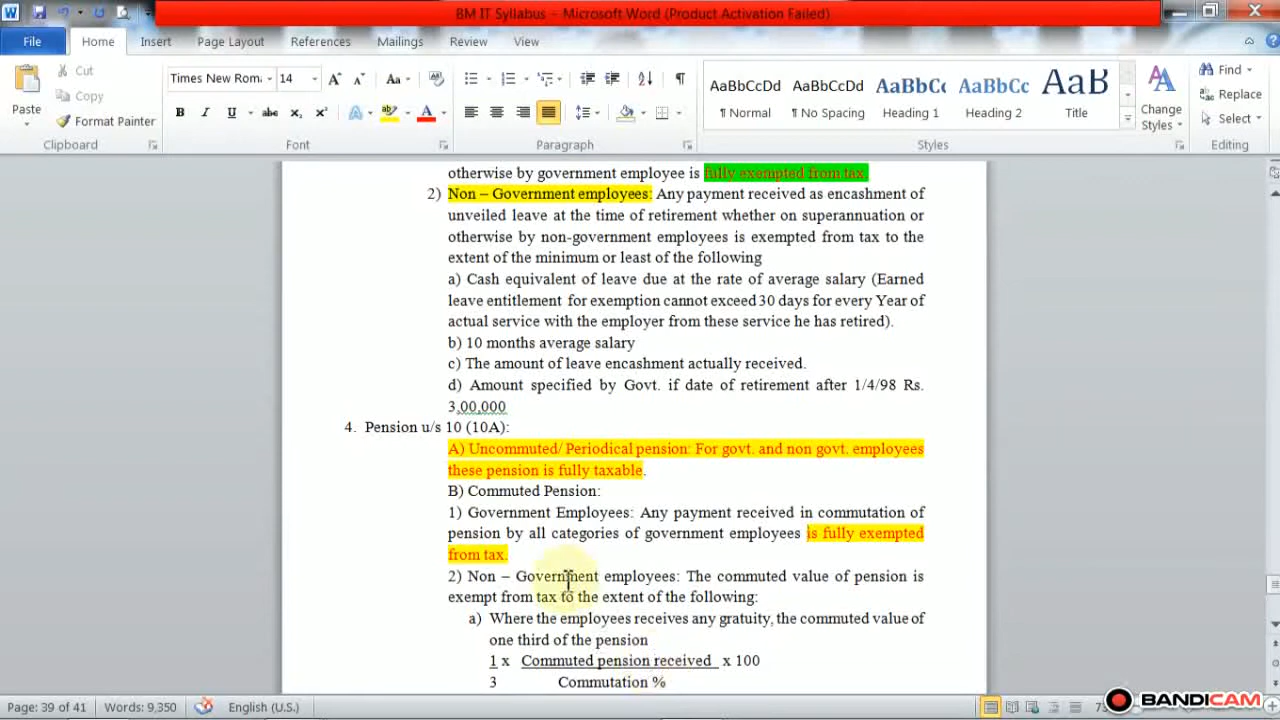 BM IT Syllabus - Microsoft Word (Product Activation Failed)
File Home Insert Page Layout References Mailings Review View
Paste
Cut
Copy
Format Painter
Clipboard
Times New Roma 14
Font
Paragraph
AaBbCcDd AaBbCcDd AaBbCc AaBbCc AaB
¶ Normal ¶ No Spacing Heading 1 Heading 2 Title
Change Styles
Styles
Find
Replace
Select
Editing
otherwise by government employee is fully exempted from tax.
2) Non – Government employees: Any payment received as encashment of
unveiled leave at the time of retirement whether on superannuation or
otherwise by non-government employees is exempted from tax to the
extent of the minimum or least of the following
a) Cash equivalent of leave due at the rate of average salary (Earned
leave entitlement for exemption cannot exceed 30 days for every Year of
actual service with the employer from these service he has retired).
b) 10 months average salary
c) The amount of leave encashment actually received.
d) Amount specified by Govt. if date of retirement after 1/4/98 Rs.
3,00,000
4. Pension u/s 10 (10A):
A) Uncommuted/ Periodical pension: For govt. and non govt. employees
these pension is fully taxable.
B) Commuted Pension:
1) Government Employees: Any payment received in commutation of
pension by all categories of government employees is fully exempted
from tax.
2) Non – Government employees: The commuted value of pension is
exempt from tax to the extent of the following:
a) Where the employees receives any gratuity, the commuted value of
one third of the pension
1 x Commuted pension received x 100
3 Commutation %
Page: 39 of 41 Words: 9,350 English (U.S.)
BANDICAM